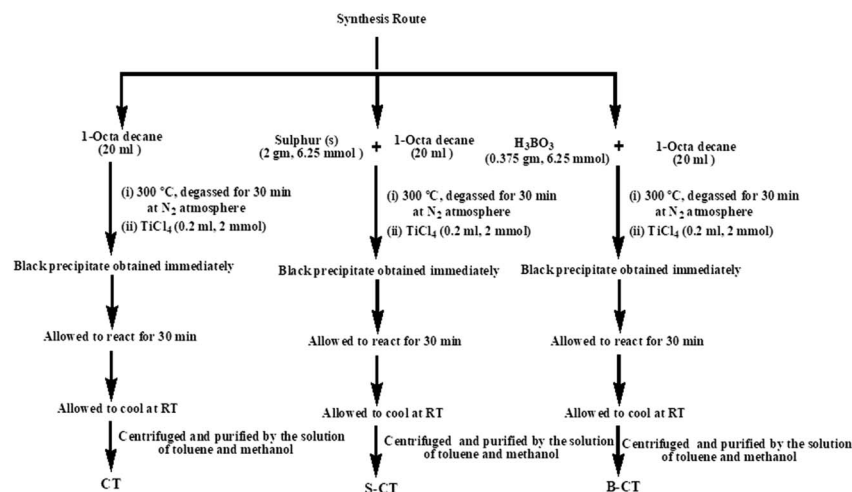 Synthesis Route
1-Octa decane
(20 ml )
(i) 300 °C, degassed for 30 min
at N2 atmosphere
(ii) TiCl4 (0.2 ml, 2 mmol)
Black precipitate obtained immediately
Allowed to react for 30 min
Allowed to cool at RT
Centrifuged and purified by the solution
of toluene and methanol
CT
Sulphur (s) + 1-Octa decane
(2 gm, 6.25 mmol ) (20 ml )
(i) 300 °C, degassed for 30 min
at N2 atmosphere
(ii) TiCl4 (0.2 ml, 2 mmol)
Black precipitate obtained immediately
Allowed to react for 30 min
Allowed to cool at RT
Centrifuged and purified by the solution
of toluene and methanol
S-CT
H3BO3 + 1-Octa decane
(0.375 gm, 6.25 mmol) (20 ml )
(i) 300 °C, degassed for 30 min
at N2 atmosphere
(ii) TiCl4 (0.2 ml, 2 mmol)
Black precipitate obtained immediately
Allowed to react for 30 min
Allowed to cool at RT
Centrifuged and purified by the solution
of toluene and methanol
B-CT